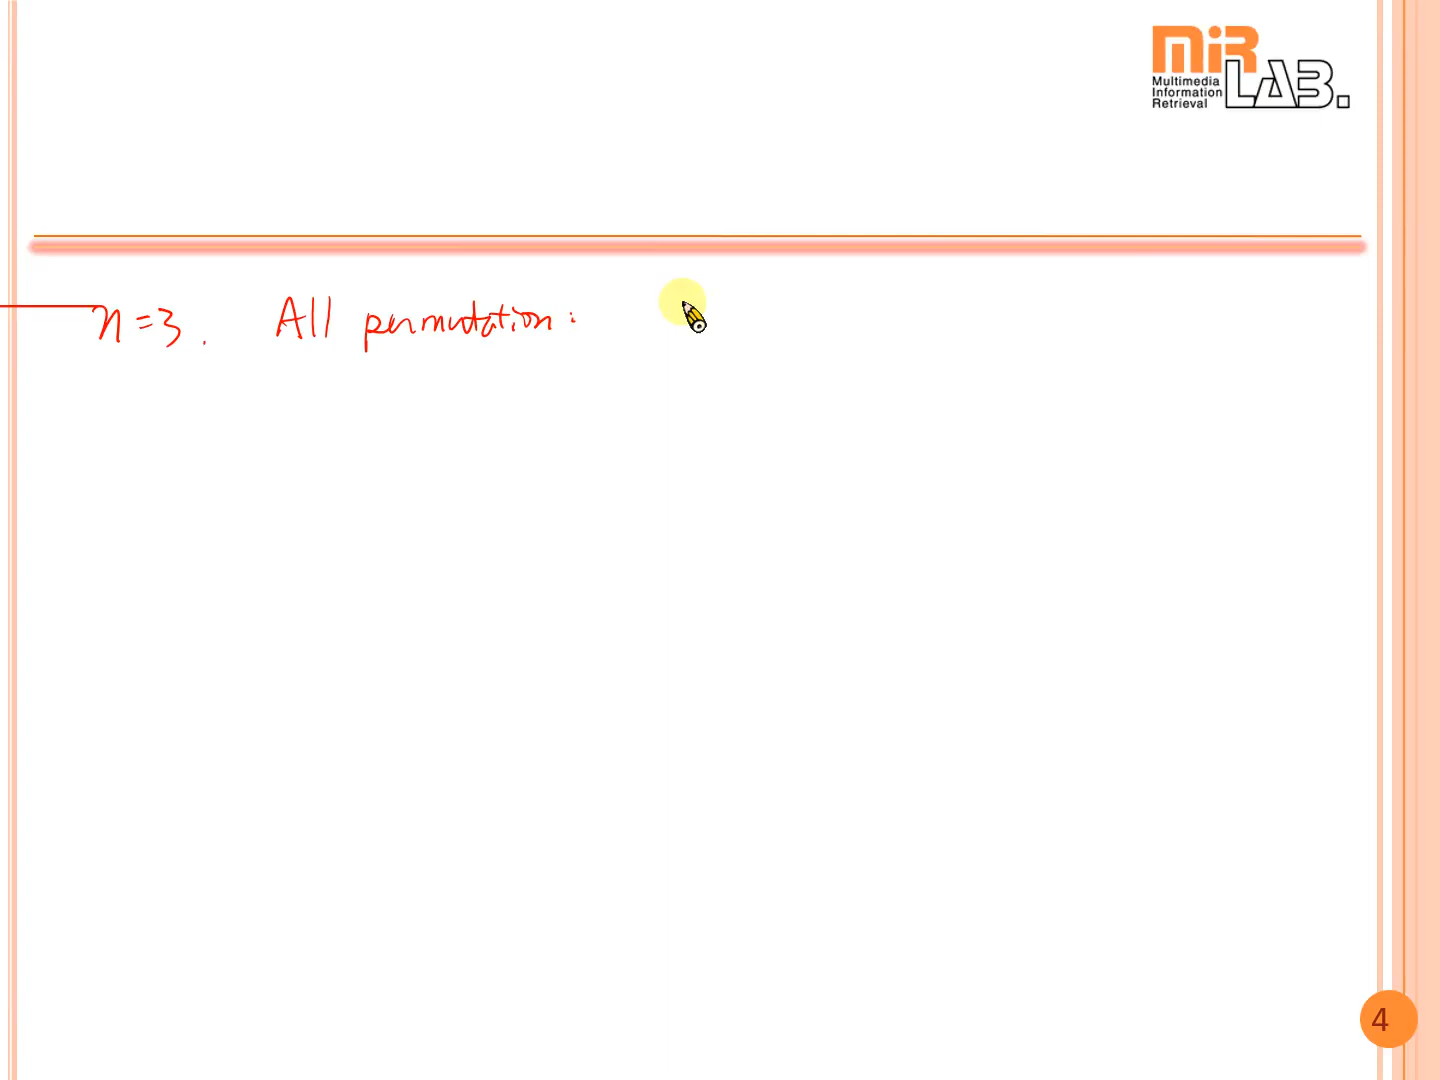 MiR
Multimedia
Information
Retrieval
LAB.
n=3. All permutation:
4